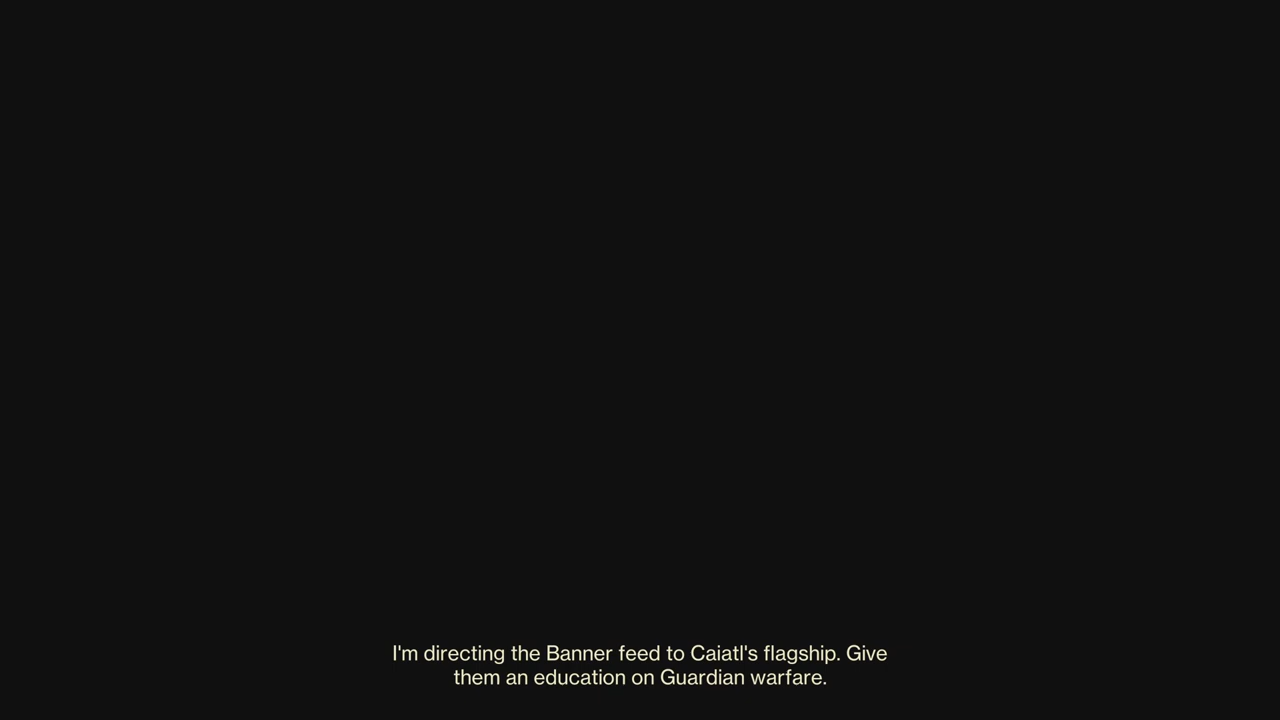 I'm directing the Banner feed to Caiatl's flagship. Give
them an education on Guardian warfare.